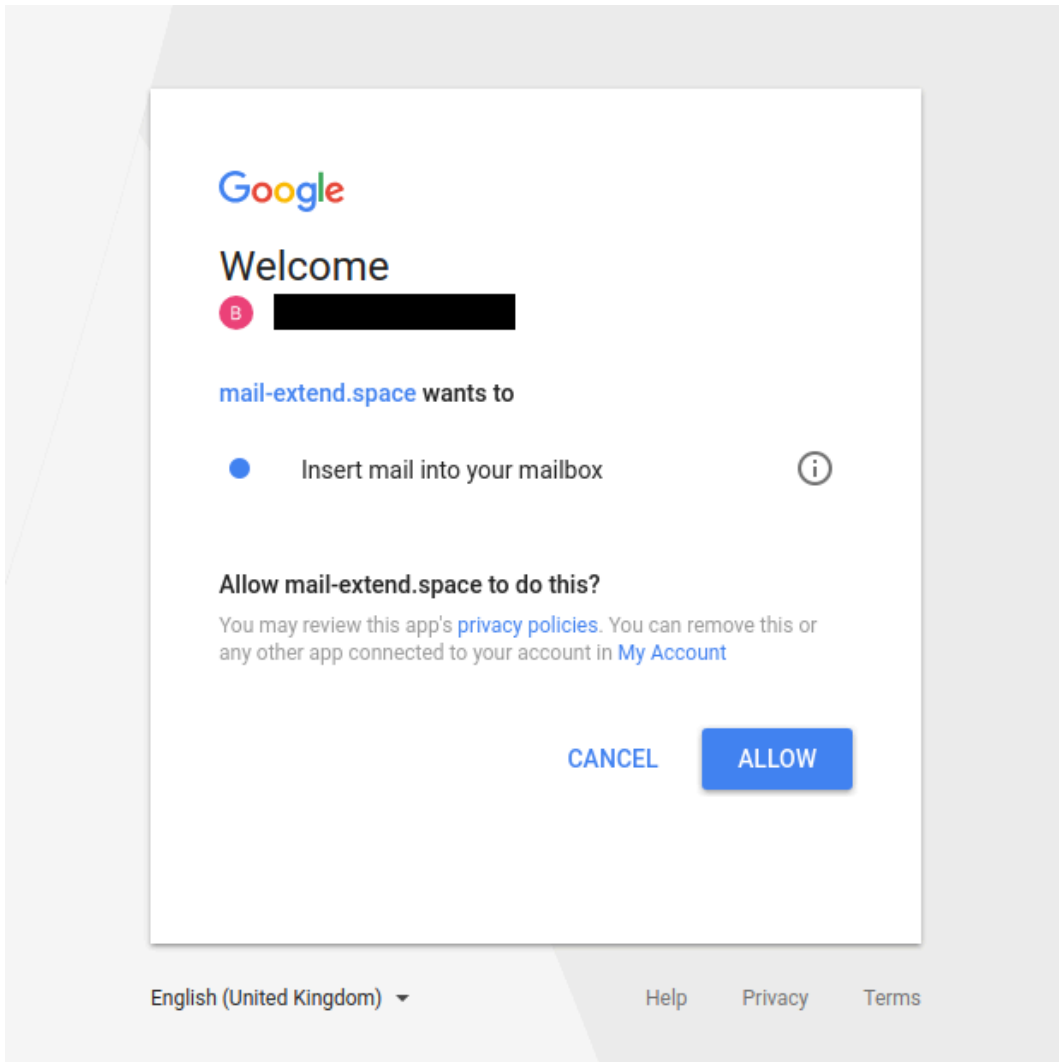 Google
Welcome
B
mail-extend.space wants to
Insert mail into your mailbox
Allow mail-extend.space to do this?
You may review this app's privacy policies. You can remove this or
any other app connected to your account in My Account
CANCEL ALLOW
English (United Kingdom) Help Privacy Terms